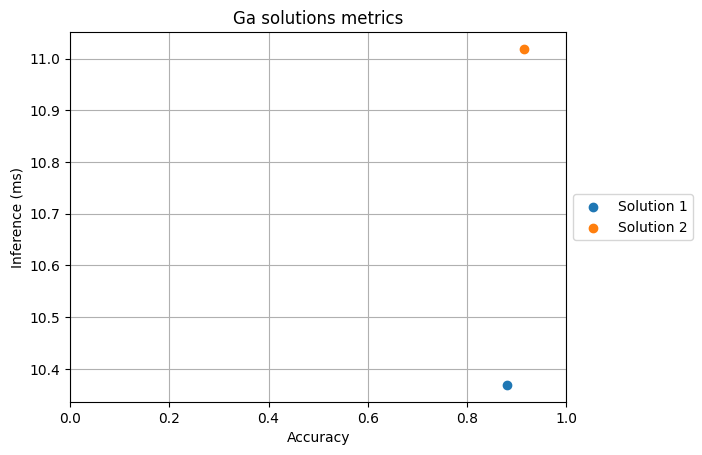 Ga solutions metrics
Inference (ms)
11.0
10.9
10.8
10.7
10.6
10.5
10.4
0.0 0.2 0.4 0.6 0.8 1.0
Accuracy
Solution 1
Solution 2